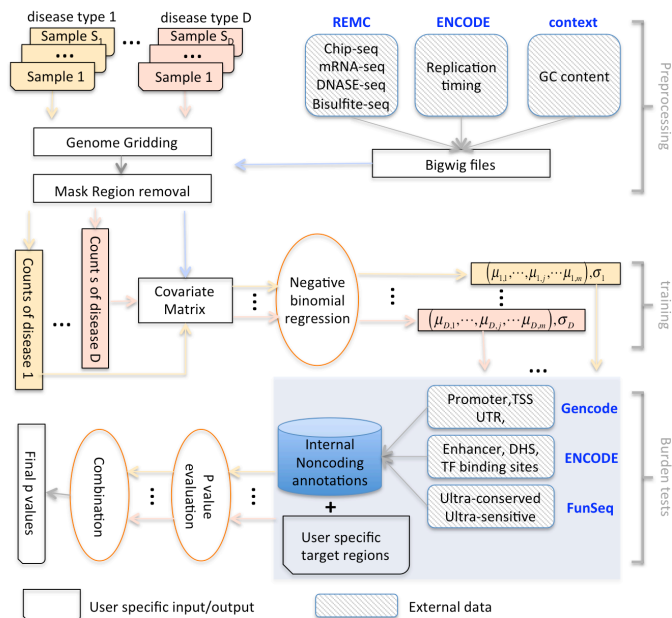 disease type 1
disease type D
Sample S1
...
Sample SD
...
...
Sample 1
Sample 1
REMC
ENCODE
context
Chip-seq
mRNA-seq
DNASE-seq
Bisulfite-seq
Replication
timing
GC content
Preprocessing
Genome Gridding
Bigwig files
Mask Region removal
Counts of disease 1
...
Count s of disease D
Covariate
Matrix
...
Negative
binomial
regression
...
(μ1,1,⋯,μ1,j,⋯μ1,m),σ1
...
(μD,1,⋯,μD,j,⋯μD,m),σD
...
training
Promoter,TSS
UTR,
Gencode
Enhancer, DHS,
TF binding sites
ENCODE
Ultra-conserved
Ultra-sensitive
FunSeq
Internal
Noncoding
annotations
+
User specific
target regions
Burden tests
P value
evaluation
...
Combination
...
Final p values
User specific input/output
External data